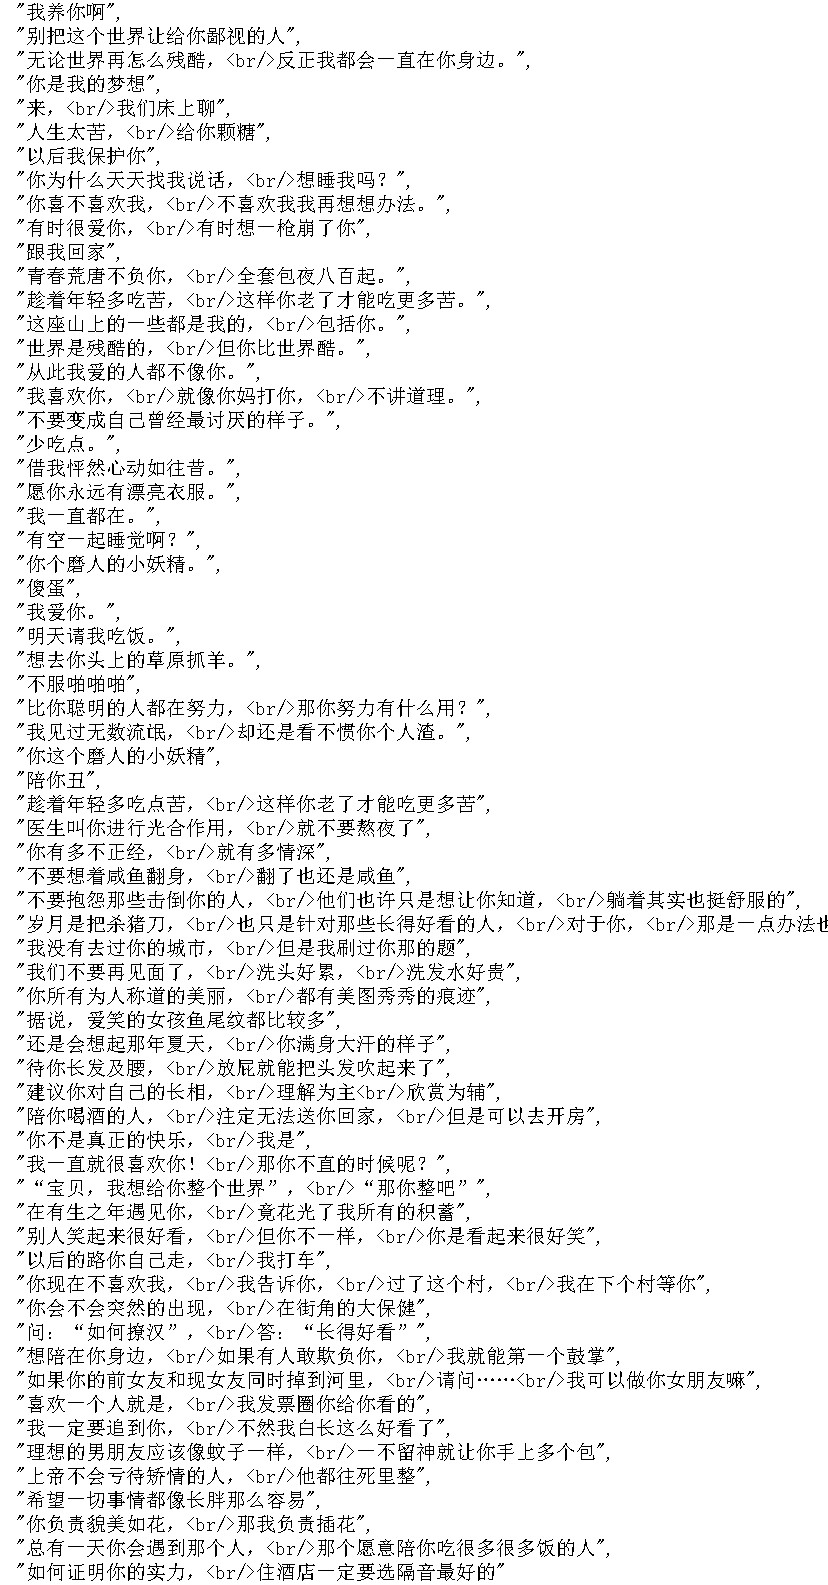 "我养你啊",
"别把这个世界让给你鄙视的人",
"无论世界再怎么残酷，<br/>反正我都会一直在你身边。",
"你是我的梦想",
"来，<br/>我们床上聊",
"人生太苦，<br/>给你颗糖",
"以后我保护你",
"你为什么天天找我说话，<br/>想睡我吗？",
"你喜不喜欢我，<br/>不喜欢我我再想想办法。",
"有时很爱你，<br/>有时想一枪崩了你",
"跟我回家",
"青春荒唐不负你，<br/>全套包夜八百起。",
"趁着年轻多吃苦，<br/>这样你老了才能吃更多苦。",
"这座山上的一些都是我的，<br/>包括你。",
"世界是残酷的，<br/>但你比世界酷。",
"从此我爱的人都不像你。",
"我喜欢你，<br/>就像你妈打你，<br/>不讲道理。",
"不要变成自己曾经最讨厌的样子。",
"少吃点。",
"借我怦然心动如往昔。",
"愿你永远有漂亮衣服。",
"我一直都在。",
"有空一起睡觉啊？",
"你个磨人的小妖精。",
"傻蛋",
"我爱你。",
"明天请我吃饭。",
"想去你头上的草原抓羊。",
"不服啪啪啪",
"比你聪明的人都在努力，<br/>那你努力有什么用？",
"我见过无数流氓，<br/>却还是看不惯你个人渣。",
"你这个磨人的小妖精",
"陪你丑",
"趁着年轻多吃点苦，<br/>这样你老了才能吃更多苦",
"医生叫你进行光合作用，<br/>就不要熬夜了",
"你有多不正经，<br/>就有多情深",
"不要想着咸鱼翻身，<br/>翻了也还是咸鱼",
"不要抱怨那些击倒你的人，<br/>他们也许只是想让你知道，<br/>躺着其实也挺舒服的",
"岁月是把杀猪刀，<br/>也只是针对那些长得好看的人，<br/>对于你，<br/>那是一点办法也
"我没有去过你的城市，<br/>但是我刷过你那的题",
"我们不要再见面了，<br/>洗头好累，<br/>洗发水好贵",
"你所有为人称道的美丽，<br/>都有美图秀秀的痕迹",
"据说，爱笑的女孩鱼尾纹都比较多",
"还是会想起那年夏天，<br/>你满身大汗的样子",
"待你长发及腰，<br/>放屁就能把头发吹起来了",
"建议你对自己的长相，<br/>理解为主<br/>欣赏为辅",
"陪你喝酒的人，<br/>注定无法送你回家，<br/>但是可以去开房",
"你不是真正的快乐，<br/>我是",
"我一直就很喜欢你！<br/>那你不直的时候呢？",
"“宝贝，我想给你整个世界”，<br/>“那你整吧”",
"在有生之年遇见你，<br/>竟花光了我所有的积蓄",
"别人笑起来很好看，<br/>但你不一样，<br/>你是看起来很好笑",
"以后的路你自己走，<br/>我打车",
"你现在不喜欢我，<br/>我告诉你，<br/>过了这个村，<br/>我在下个村等你",
"你会不会突然的出现，<br/>在街角的大保健",
"问：“如何撩汉”，<br/>答：“长得好看”",
"想陪在你身边，<br/>如果有人敢欺负你，<br/>我就能第一个鼓掌",
"如果你的前女友和现女友同时掉到河里，<br/>请问……<br/>我可以做你女朋友嘛",
"喜欢一个人就是，<br/>我发票圈你给你看的",
"我一定要追到你，<br/>不然我白长这么好看了",
"理想的男朋友应该像蚊子一样，<br/>一不留神就让你手上多个包",
"上帝不会亏待矫情的人，<br/>他都往死里整",
"希望一切事情都像长胖那么容易",
"你负责貌美如花，<br/>那我负责插花",
"总有一天你会遇到那个人，<br/>那个愿意陪你吃很多很多饭的人",
"如何证明你的实力，<br/>住酒店一定要选隔音最好的"